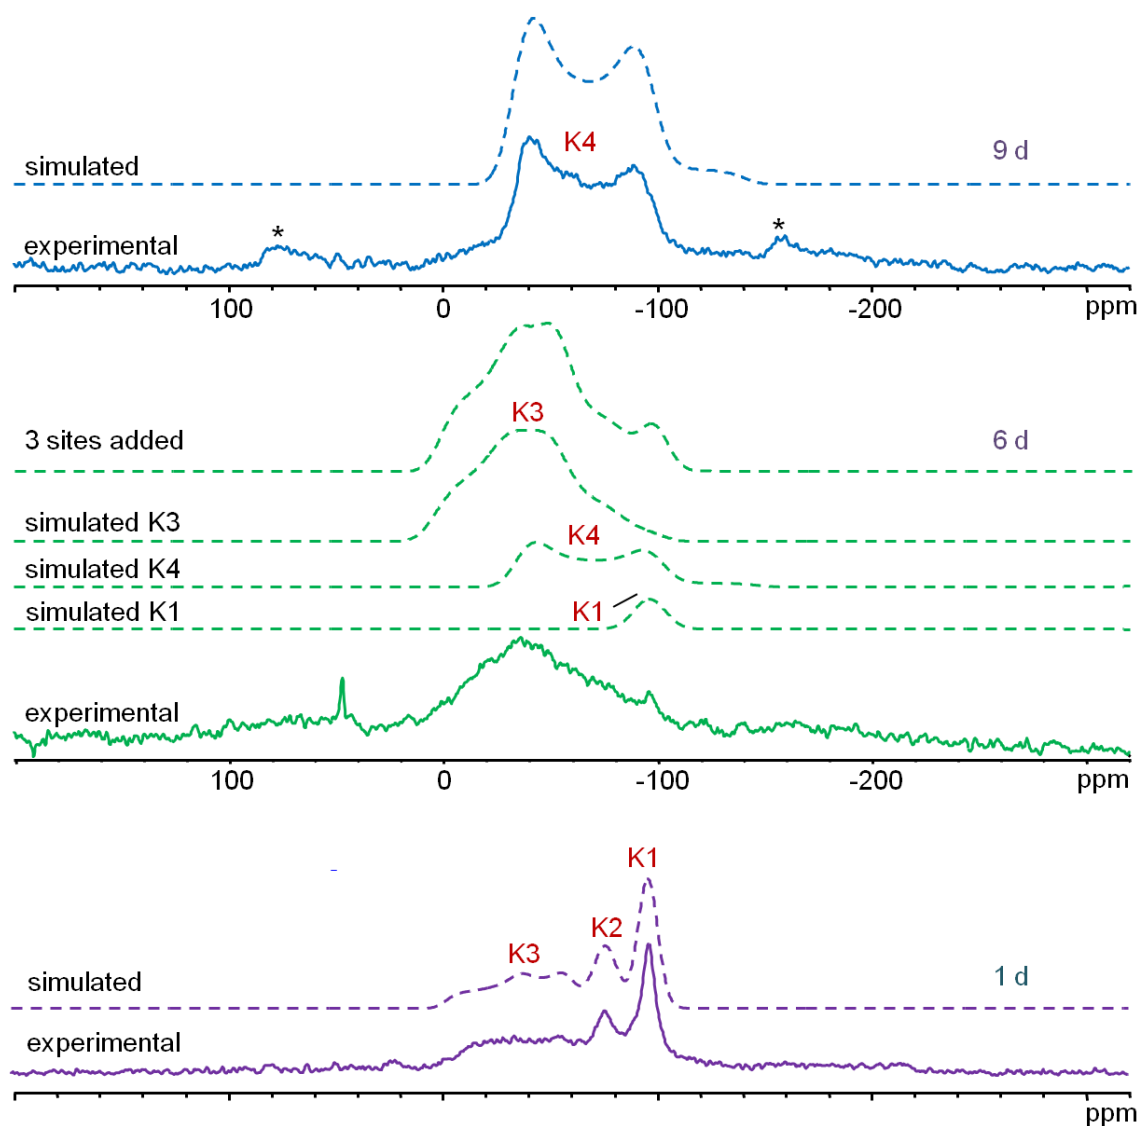 K4
9 d
simulated
experimental
*
*
100
0
-100
-200
ppm
K3
3 sites added
6 d
simulated K3
K4
simulated K4
K1
simulated K1
experimental
100
0
-100
-200
ppm
K1
K2
K3
simulated
1 d
experimental
ppm